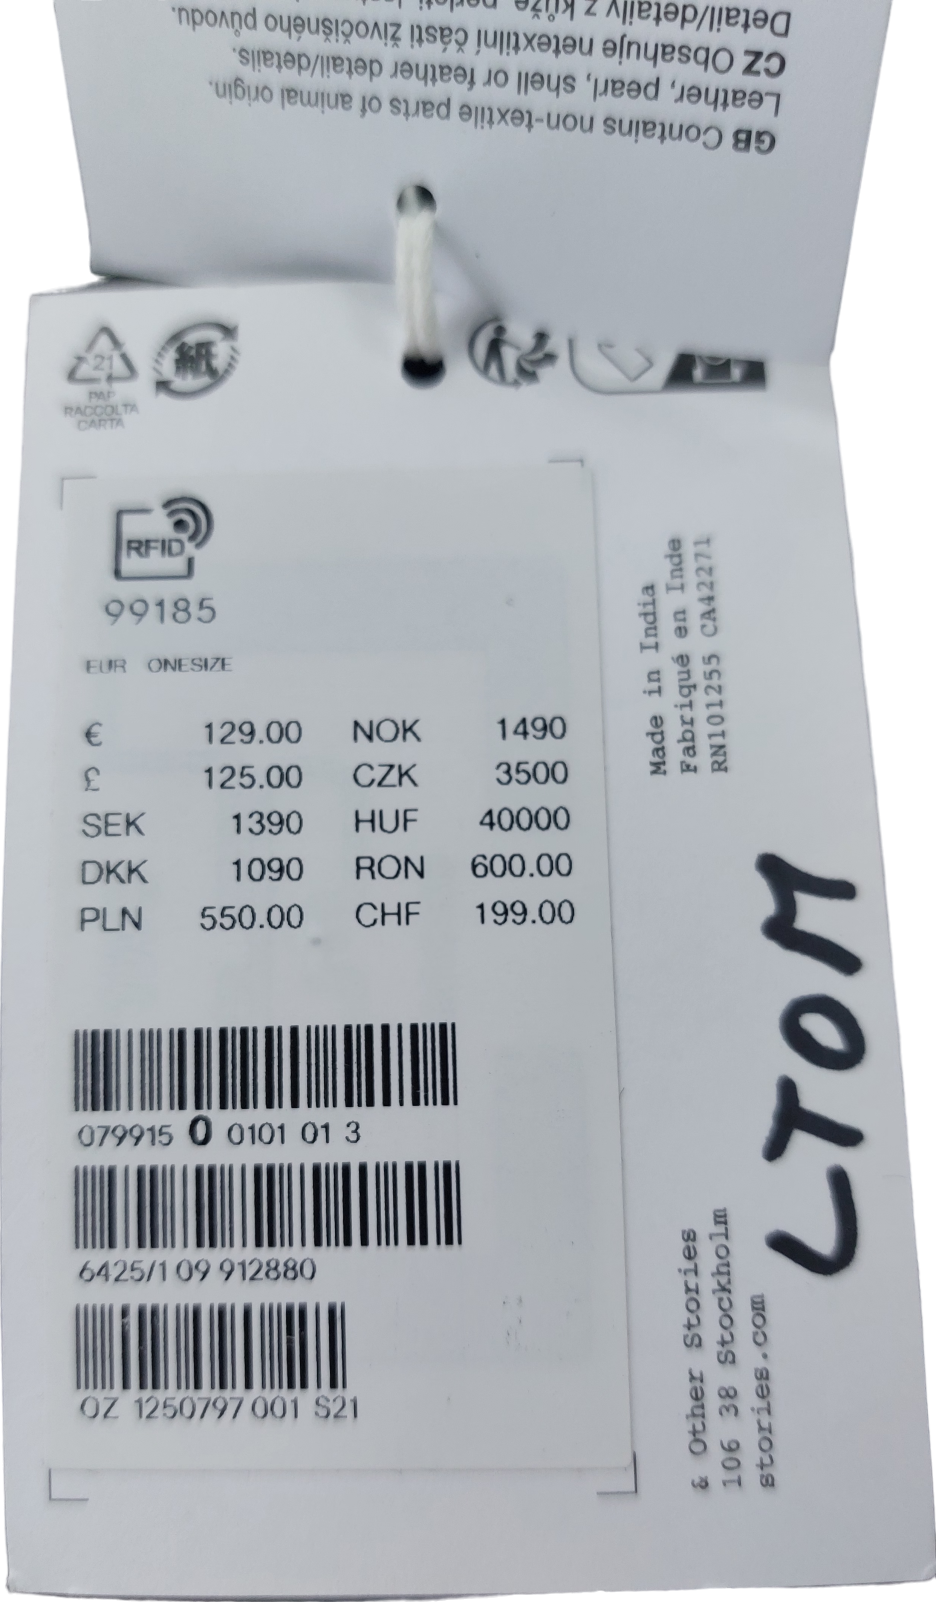 GB Contains non-textile parts of animal origin.
Leather, pearl, shell or feather detail/details.
CZ Obsahuje netextilní části živočišného původu.
Detail/detaily z kůže,
21
PAP
RACCOLTA
CARTA
紙
RFID
99185
EUR ONESIZE
€ 129.00 NOK 1490
£ 125.00 CZK 3500
SEK 1390 HUF 40000
DKK 1090 RON 600.00
PLN 550.00 CHF 199.00
079915 0 0101 01 3
6425/1 09 912880
OZ 1250797 001 S21
Made in India
Fabriqué en Inde
RN101255 CA42271
& Other Stories
106 38 Stockholm
stories.com
LTOM